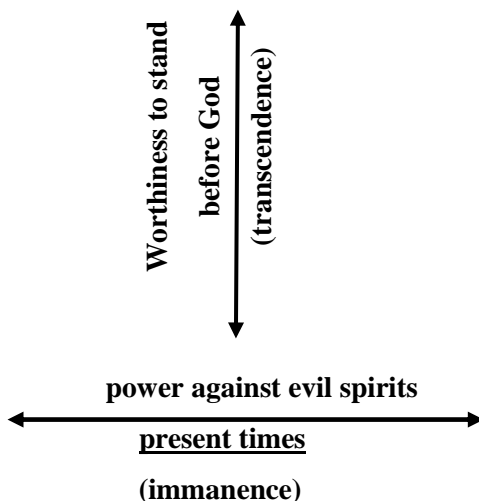 Worthiness to stand
before God
(transcendence)
power against evil spirits
present times
(immanence)